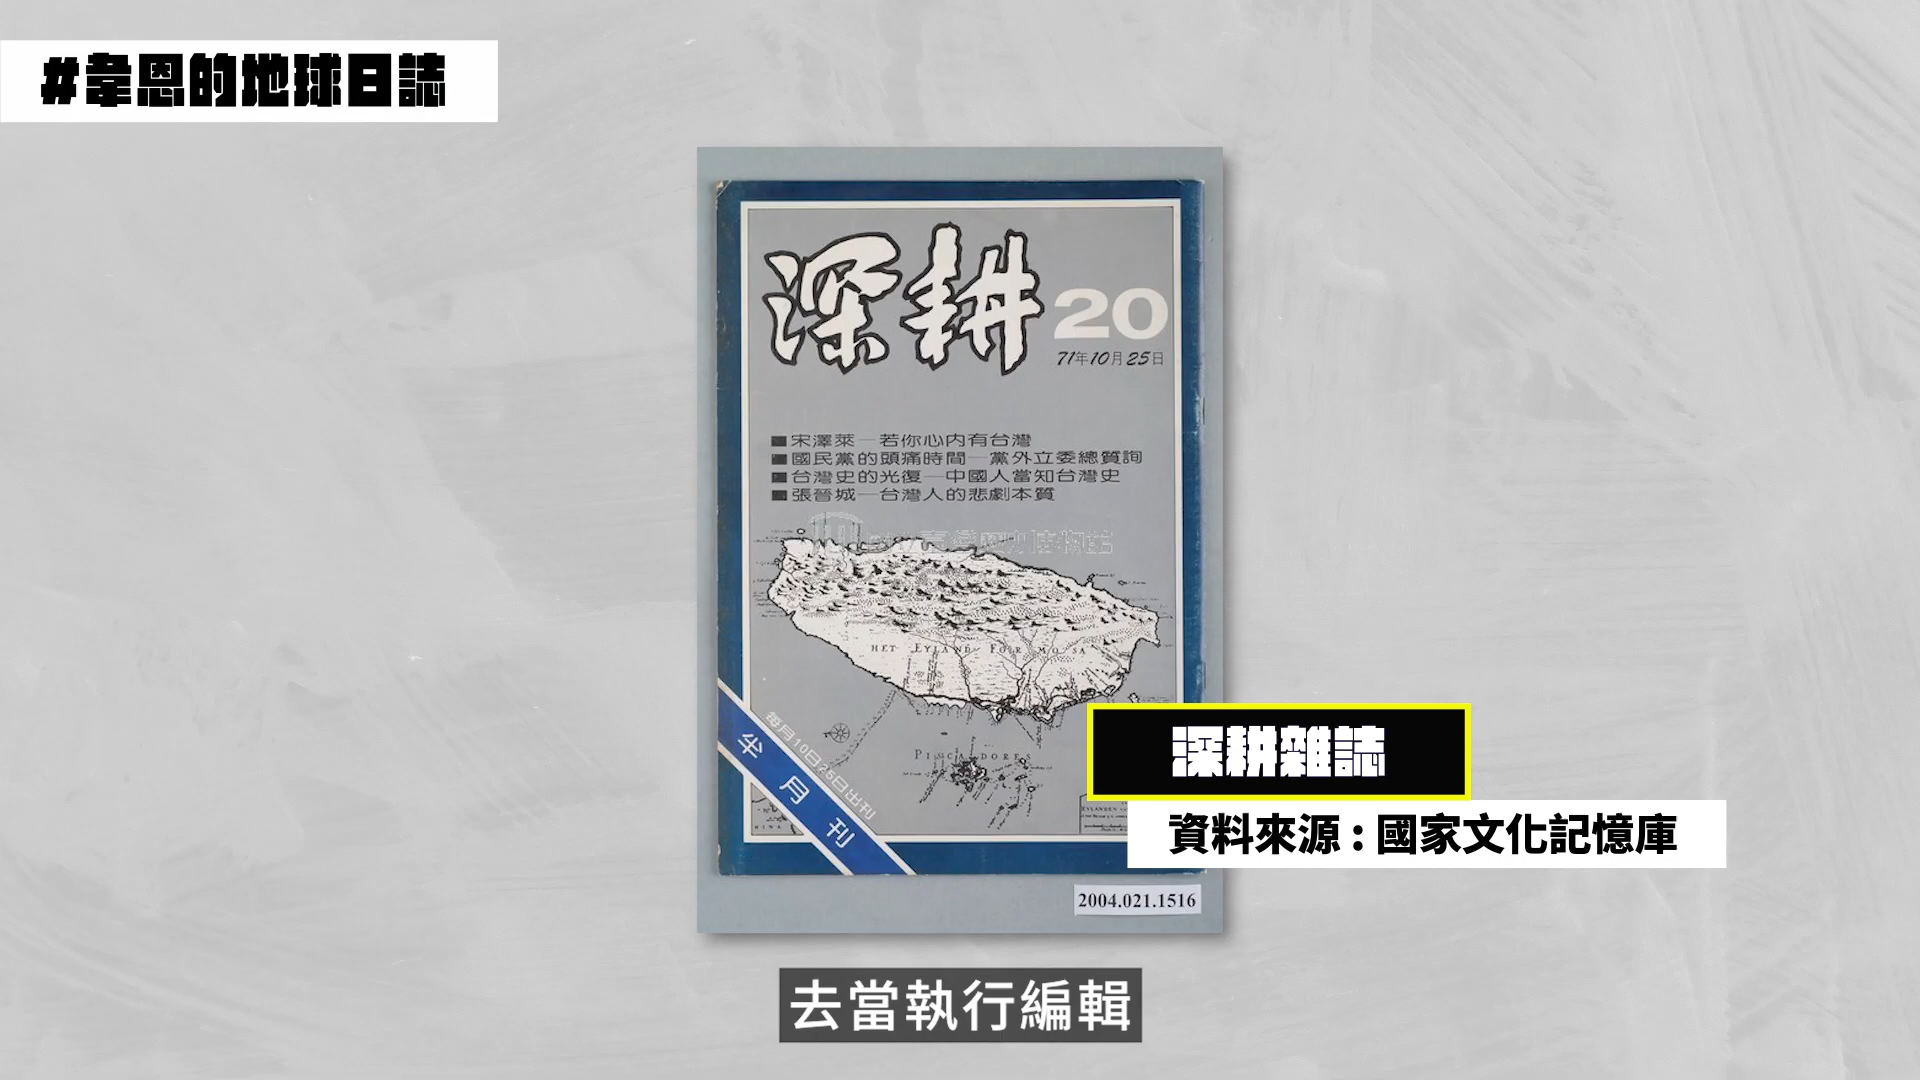 #韋恩的地球日誌
深耕 20
71年10月25日
■宋澤萊—若你心內有台灣
■國民黨的頭痛時間—黨外立委總質詢
■台灣史的光復—中國人當知台灣史
■張晉城—台灣人的悲劇本質
HET EYLAND FORMOSA
PISCADORES
每月10日25日出刊
半月刊
深耕雜誌
資料來源:國家文化記憶庫
2004.021.1516
去當執行編輯